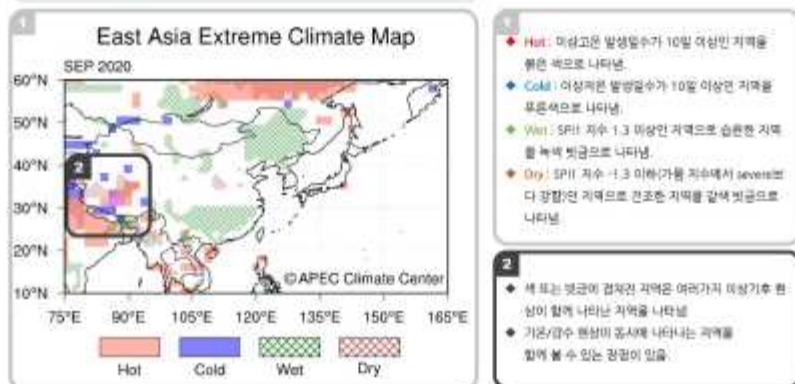 1
East Asia Extreme Climate Map
SEP 2020
60°N
50°N
40°N
30°N
20°N
10°N
2
©APEC Climate Center
75°E 90°E 105°E 120°E 135°E 150°E 165°E
Hot Cold Wet Dry
1
◆ Hot : 이상고온 발생일수가 10일 이상인 지역을
붉은 색으로 나타냄.
◆ Cold : 이상저온 발생일수가 10일 이상인 지역을
푸른색으로 나타냄.
◆ Wet : SPI1 지수 1.3 이상인 지역으로 습윤한 지역
을 녹색 빗금으로 나타냄.
◆ Dry : SPI1 지수 -1.3 이하(가뭄 지수에서 severe보
다 강함)인 지역으로 건조한 지역을 갈색 빗금으로
나타냄.
2
◆ 색 또는 빗금이 겹쳐진 지역은 여러가지 이상기후 현
상이 함께 나타난 지역을 나타냄
◆ 기온/강수 현상이 동시에 나타나는 지역을
함께 볼 수 있는 장점이 있음